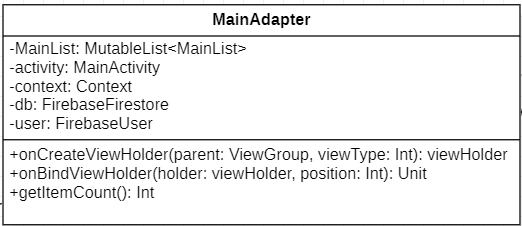 MainAdapter
-MainList: MutableList<MainList>
-activity: MainActivity
-context: Context
-db: FirebaseFirestore
-user: FirebaseUser
+onCreateViewHolder(parent: ViewGroup, viewType: Int): viewHolder
+onBindViewHolder(holder: viewHolder, position: Int): Unit
+getItemCount(): Int